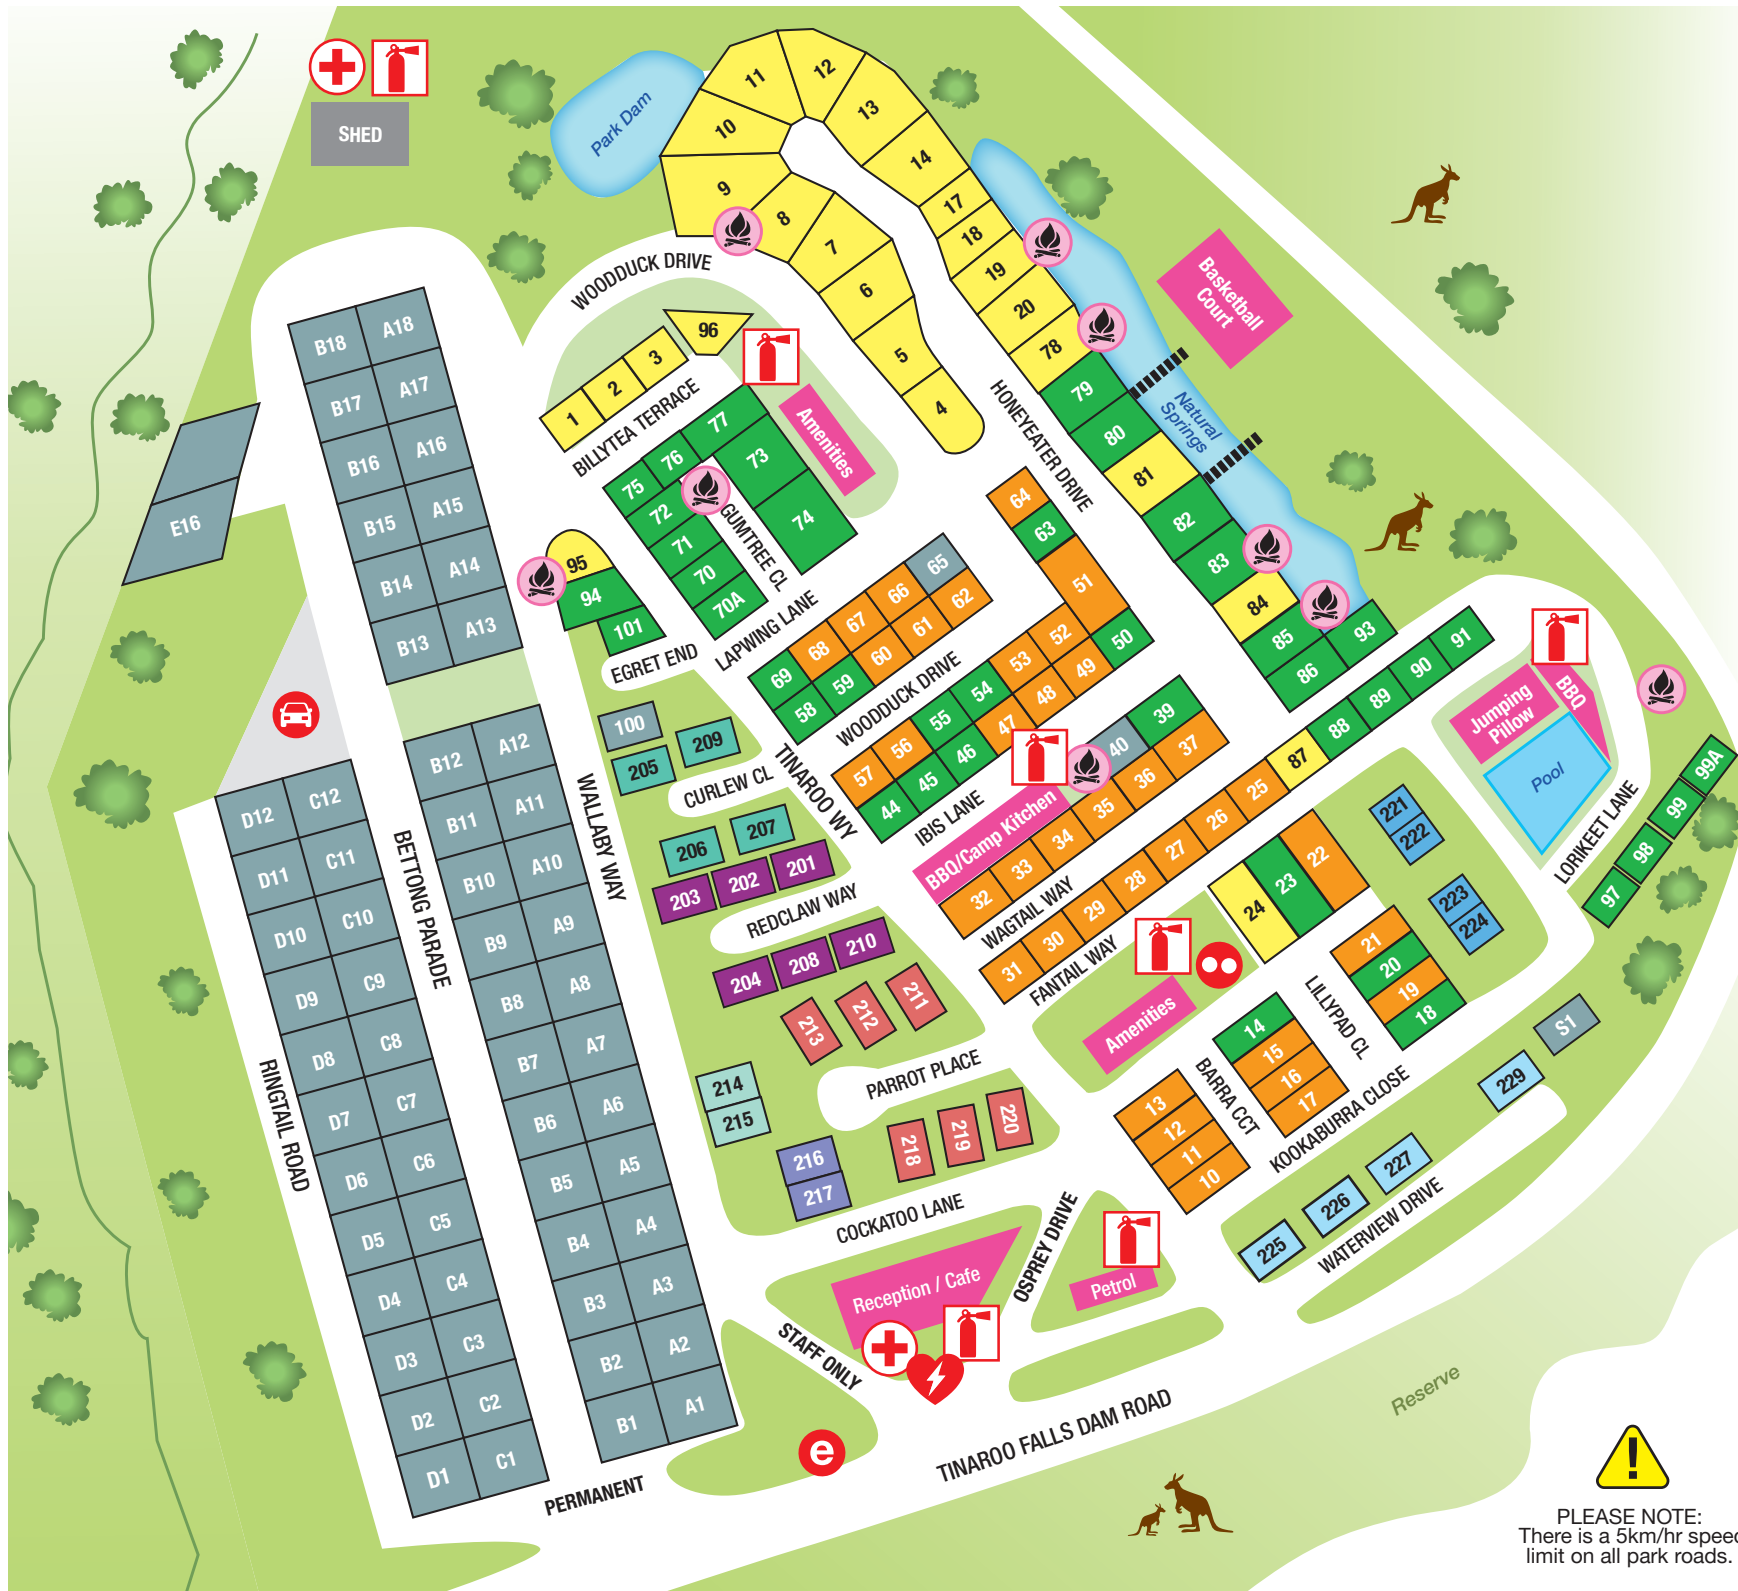 SHED
Park Dam
11
12
13
10
14
9
8
7
6
5
4
17
18
19
20
78
79
80
81
82
83
84
85
86
93
Basketball
Court
Natural
Springs
WOODDUCK DRIVE
96
3
2
1
BILLYTEA TERRACE
77
76
75
73
74
72
71
70
70A
Amenities
GUMTREE CL
HONEYEATER DRIVE
95
94
101
EGRET END
LAPWING LANE
64
63
51
50
65
66
67
68
69
62
61
60
59
58
WOODDUCK DRIVE
52
53
54
55
56
57
49
48
47
46
45
44
TINAROO WY
IBIS LANE
BBQ/Camp Kitchen
40
39
37
36
35
34
33
32
WAGTAIL WAY
91
90
89
88
87
25
26
27
28
29
30
31
FANTAIL WAY
Jumping
Pillow
BBQ
Pool
LORIKEET LANE
99A
99
98
97
221
222
223
224
22
23
24
21
20
19
18
LILLYPAD CL
Amenities
14
15
16
17
BARRA CCT
13
12
11
10
KOOKABURRA CLOSE
S1
229
227
226
225
WATERVIEW DRIVE
100
205
209
CURLEW CL
206
207
203
202
201
REDCLAW WAY
204
208
210
213
212
211
PARROT PLACE
214
215
216
217
218
219
220
COCKATOO LANE
OSPREY DRIVE
Petrol
Reception / Cafe
STAFF ONLY
e
TINAROO FALLS DAM ROAD
Reserve
PERMANENT
WALLABY WAY
BETTONG PARADE
RINGTAIL ROAD
E16
B18
A18
B17
A17
B16
A16
B15
A15
B14
A14
B13
A13
B12
A12
B11
A11
B10
A10
B9
A9
B8
A8
B7
A7
B6
A6
B5
A5
B4
A4
B3
A3
B2
A2
B1
A1
D12
C12
D11
C11
D10
C10
D9
C9
D8
C8
D7
C7
D6
C6
D5
C5
D4
C4
D3
C3
D2
C2
D1
C1
!
PLEASE NOTE:
There is a 5km/hr speed
limit on all park roads.